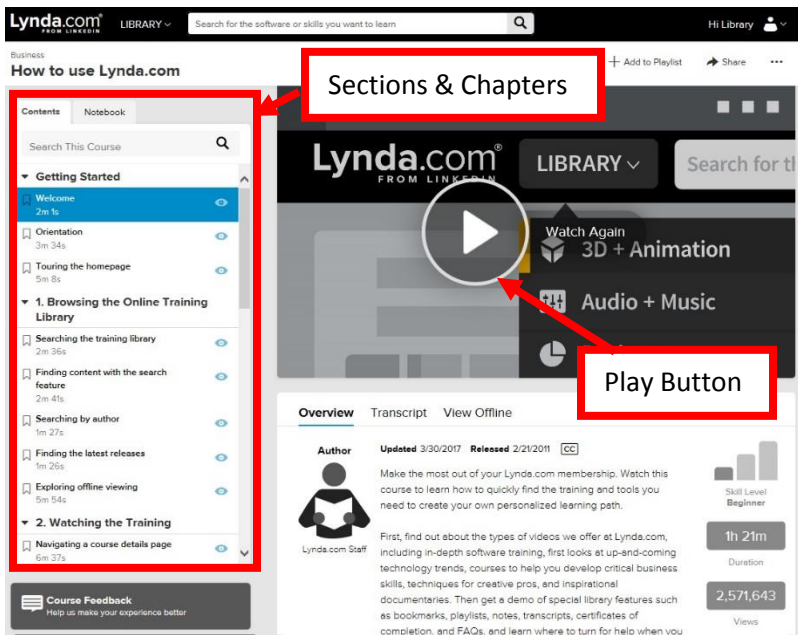 Lynda.com®
FROM LINKEDIN
LIBRARY
Search for the software or skills you want to learn
Hi Library
Business
How to use Lynda.com
Add to Playlist
Share
Sections & Chapters
Contents Notebook
Search This Course
Getting Started
Welcome
2m 1s
Orientation
3m 34s
Touring the homepage
5m 8s
1. Browsing the Online Training
Library
Searching the training library
2m 36s
Finding content with the search
feature
2m 41s
Searching by author
1m 27s
Finding the latest releases
1m 26s
Exploring offline viewing
5m 54s
2. Watching the Training
Navigating a course details page
6m 37s
Course Feedback
Help us make your experience better
Lynda.com®
FROM LINKEDIN
LIBRARY
Search for t
Watch Again
3D + Animation
Audio + Music
Play Button
Overview Transcript View Offline
Author
Lynda.com Staff
Updated 3/30/2017 Released 2/21/2011 CC
Make the most out of your Lynda.com membership. Watch this
course to learn how to quickly find the training and tools you
need to create your own personalized learning path.
First, find out about the types of videos we offer at Lynda.com,
including in-depth software training, first looks at up-and-coming
technology trends, courses to help you develop critical business
skills, techniques for creative pros, and inspirational
documentaries. Then get a demo of special library features such
as bookmarks, playlists, notes, transcripts, certificates of
completion, and FAQs, and learn where to turn for help when you
Skill Level
Beginner
1h 21m
Duration
2,571,643
Views